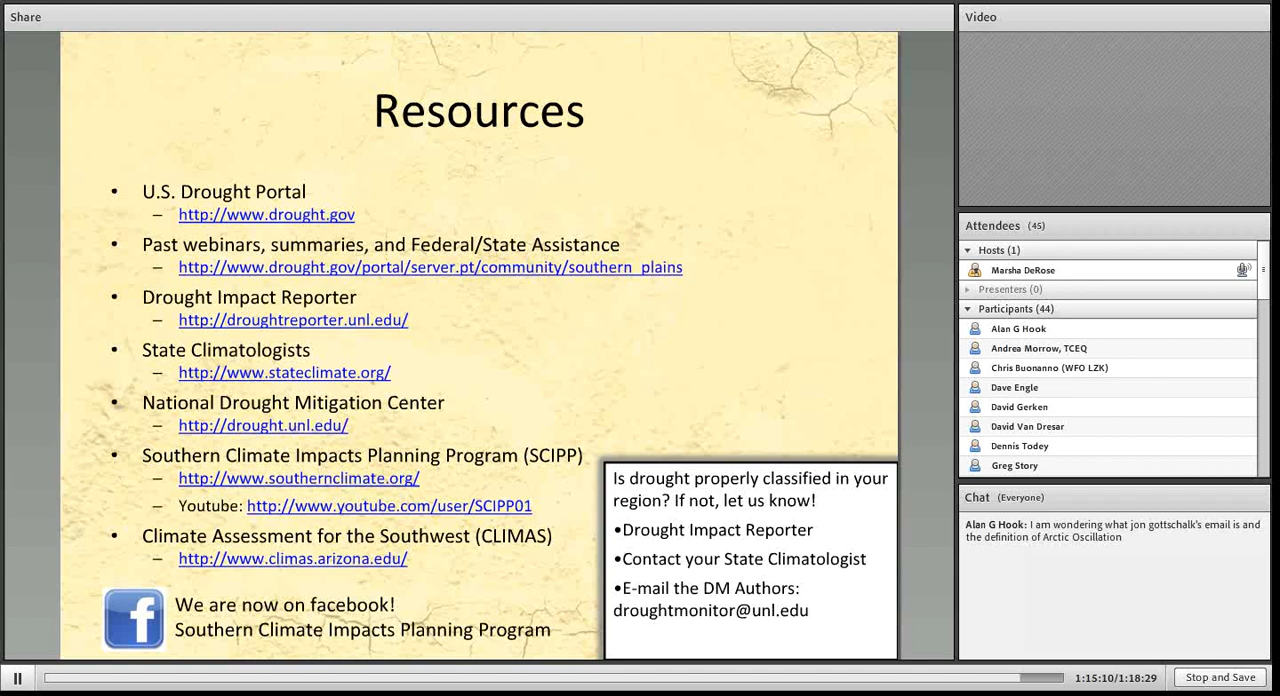 Share
Resources
• U.S. Drought Portal
– http://www.drought.gov
• Past webinars, summaries, and Federal/State Assistance
– http://www.drought.gov/portal/server.pt/community/southern_plains
• Drought Impact Reporter
– http://droughtreporter.unl.edu/
• State Climatologists
– http://www.stateclimate.org/
• National Drought Mitigation Center
– http://drought.unl.edu/
• Southern Climate Impacts Planning Program (SCIPP)
– http://www.southernclimate.org/
– Youtube: http://www.youtube.com/user/SCIPP01
• Climate Assessment for the Southwest (CLIMAS)
– http://www.climas.arizona.edu/
f
We are now on facebook!
Southern Climate Impacts Planning Program
Is drought properly classified in your
region? If not, let us know!
•Drought Impact Reporter
•Contact your State Climatologist
•E-mail the DM Authors:
droughtmonitor@unl.edu
Video
Attendees (45)
Hosts (1)
Marsha DeRose
Presenters (0)
Participants (44)
Alan G Hook
Andrea Morrow, TCEQ
Chris Buonanno (WFO LZK)
Dave Engle
David Gerken
David Van Dresar
Dennis Todey
Greg Story
Chat (Everyone)
Alan G Hook: I am wondering what jon gottschalk's email is and
the definition of Arctic Oscillation
1:15:10/1:18:29
Stop and Save